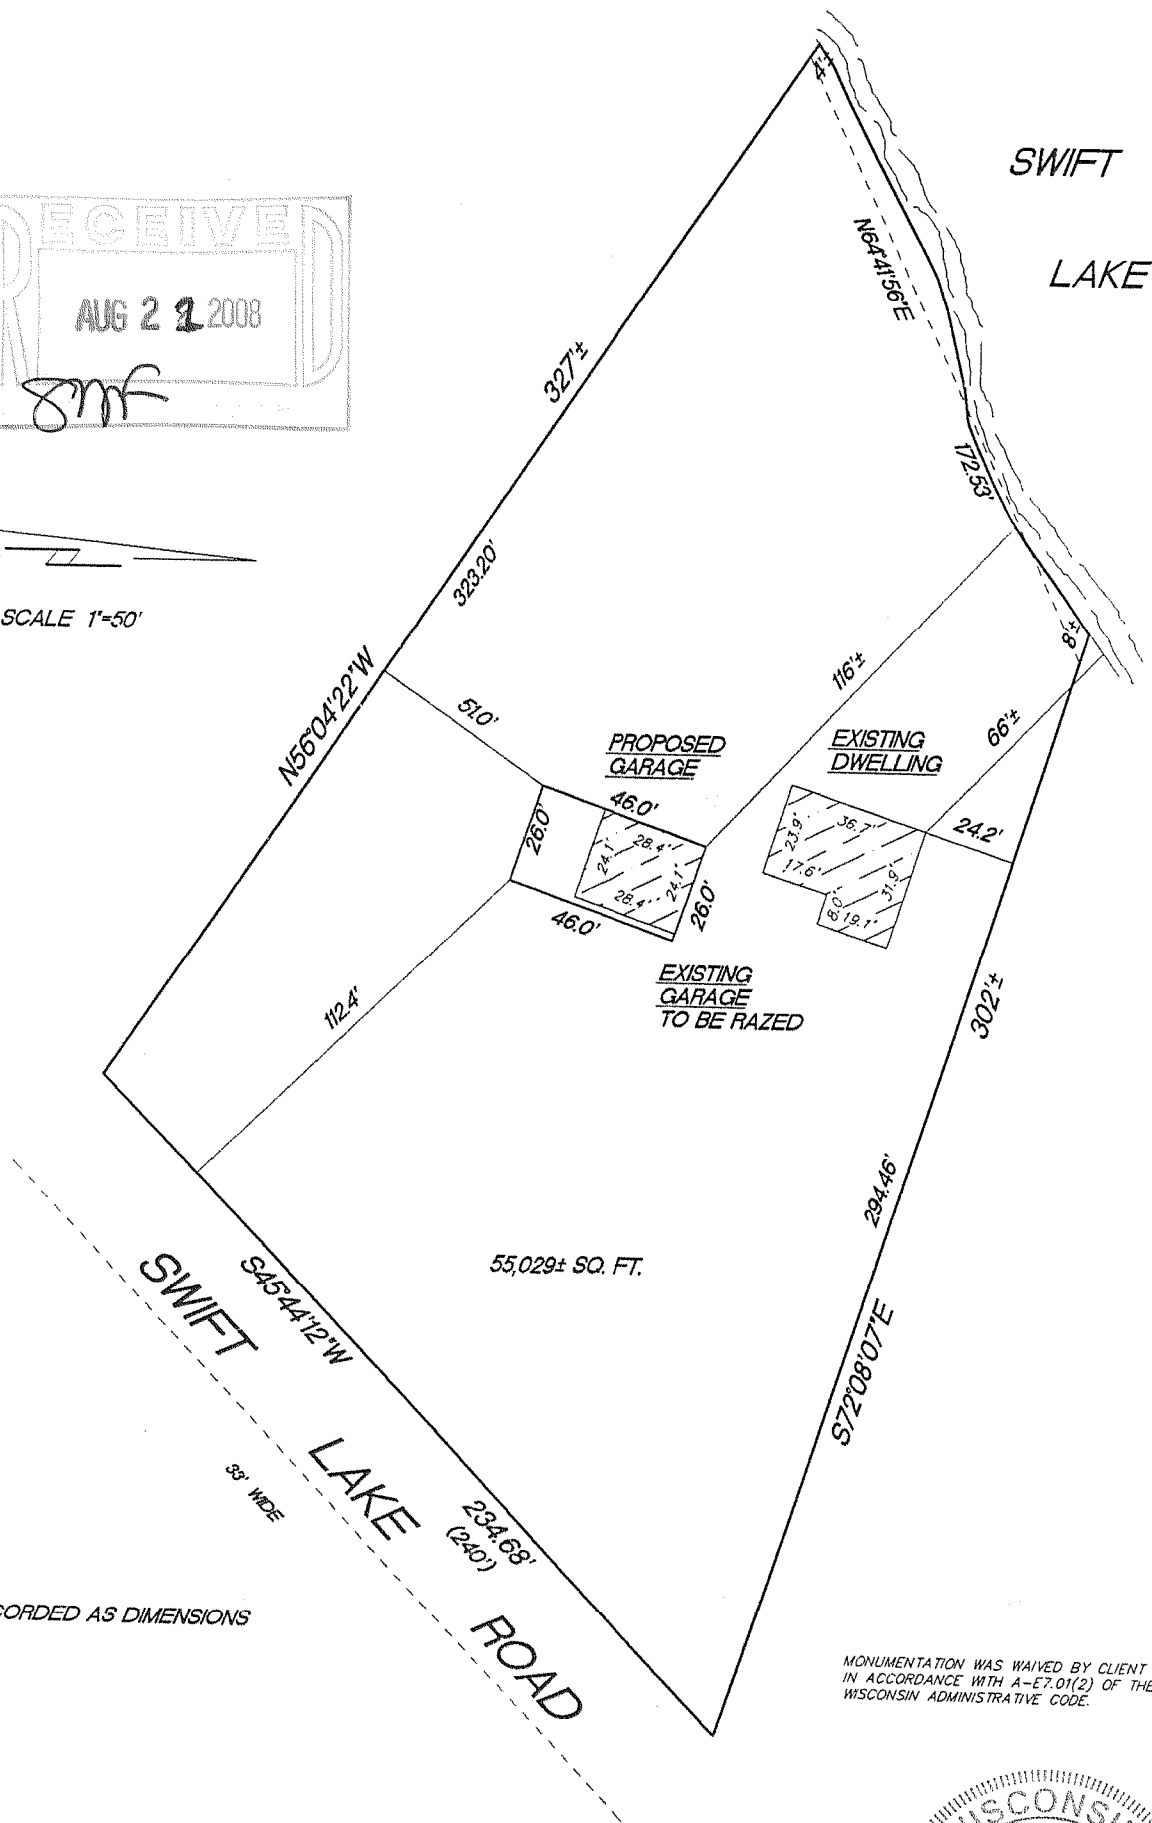 SWIFT
LAKE
RECEIVED
AUG 2 2008
SCALE 1"=50'
4'±
N64°41'56"E
172.53'
327'±
323.20'
N56°04'22"W
51.0'
116'±
8'±
66'±
PROPOSED
GARAGE
46.0'
26.0'
28.4'
24.1'
28.4'
24.1'
26.0'
46.0'
EXISTING
DWELLING
36.7'
23.9'
17.6'
8.0'
19.1'
31.9'
24.2'
EXISTING
GARAGE
TO BE RAZED
112.4'
302'±
294.46'
S72°08'07"E
55,029± SQ. FT.
S45°44'12"W
234.68'
(240')
SWIFT
LAKE
ROAD
33' WIDE
CORDED AS DIMENSIONS
MONUMENTATION WAS WAIVED BY CLIENT
IN ACCORDANCE WITH A-E7.01(2) OF THE
WISCONSIN ADMINISTRATIVE CODE.
WISCONSIN